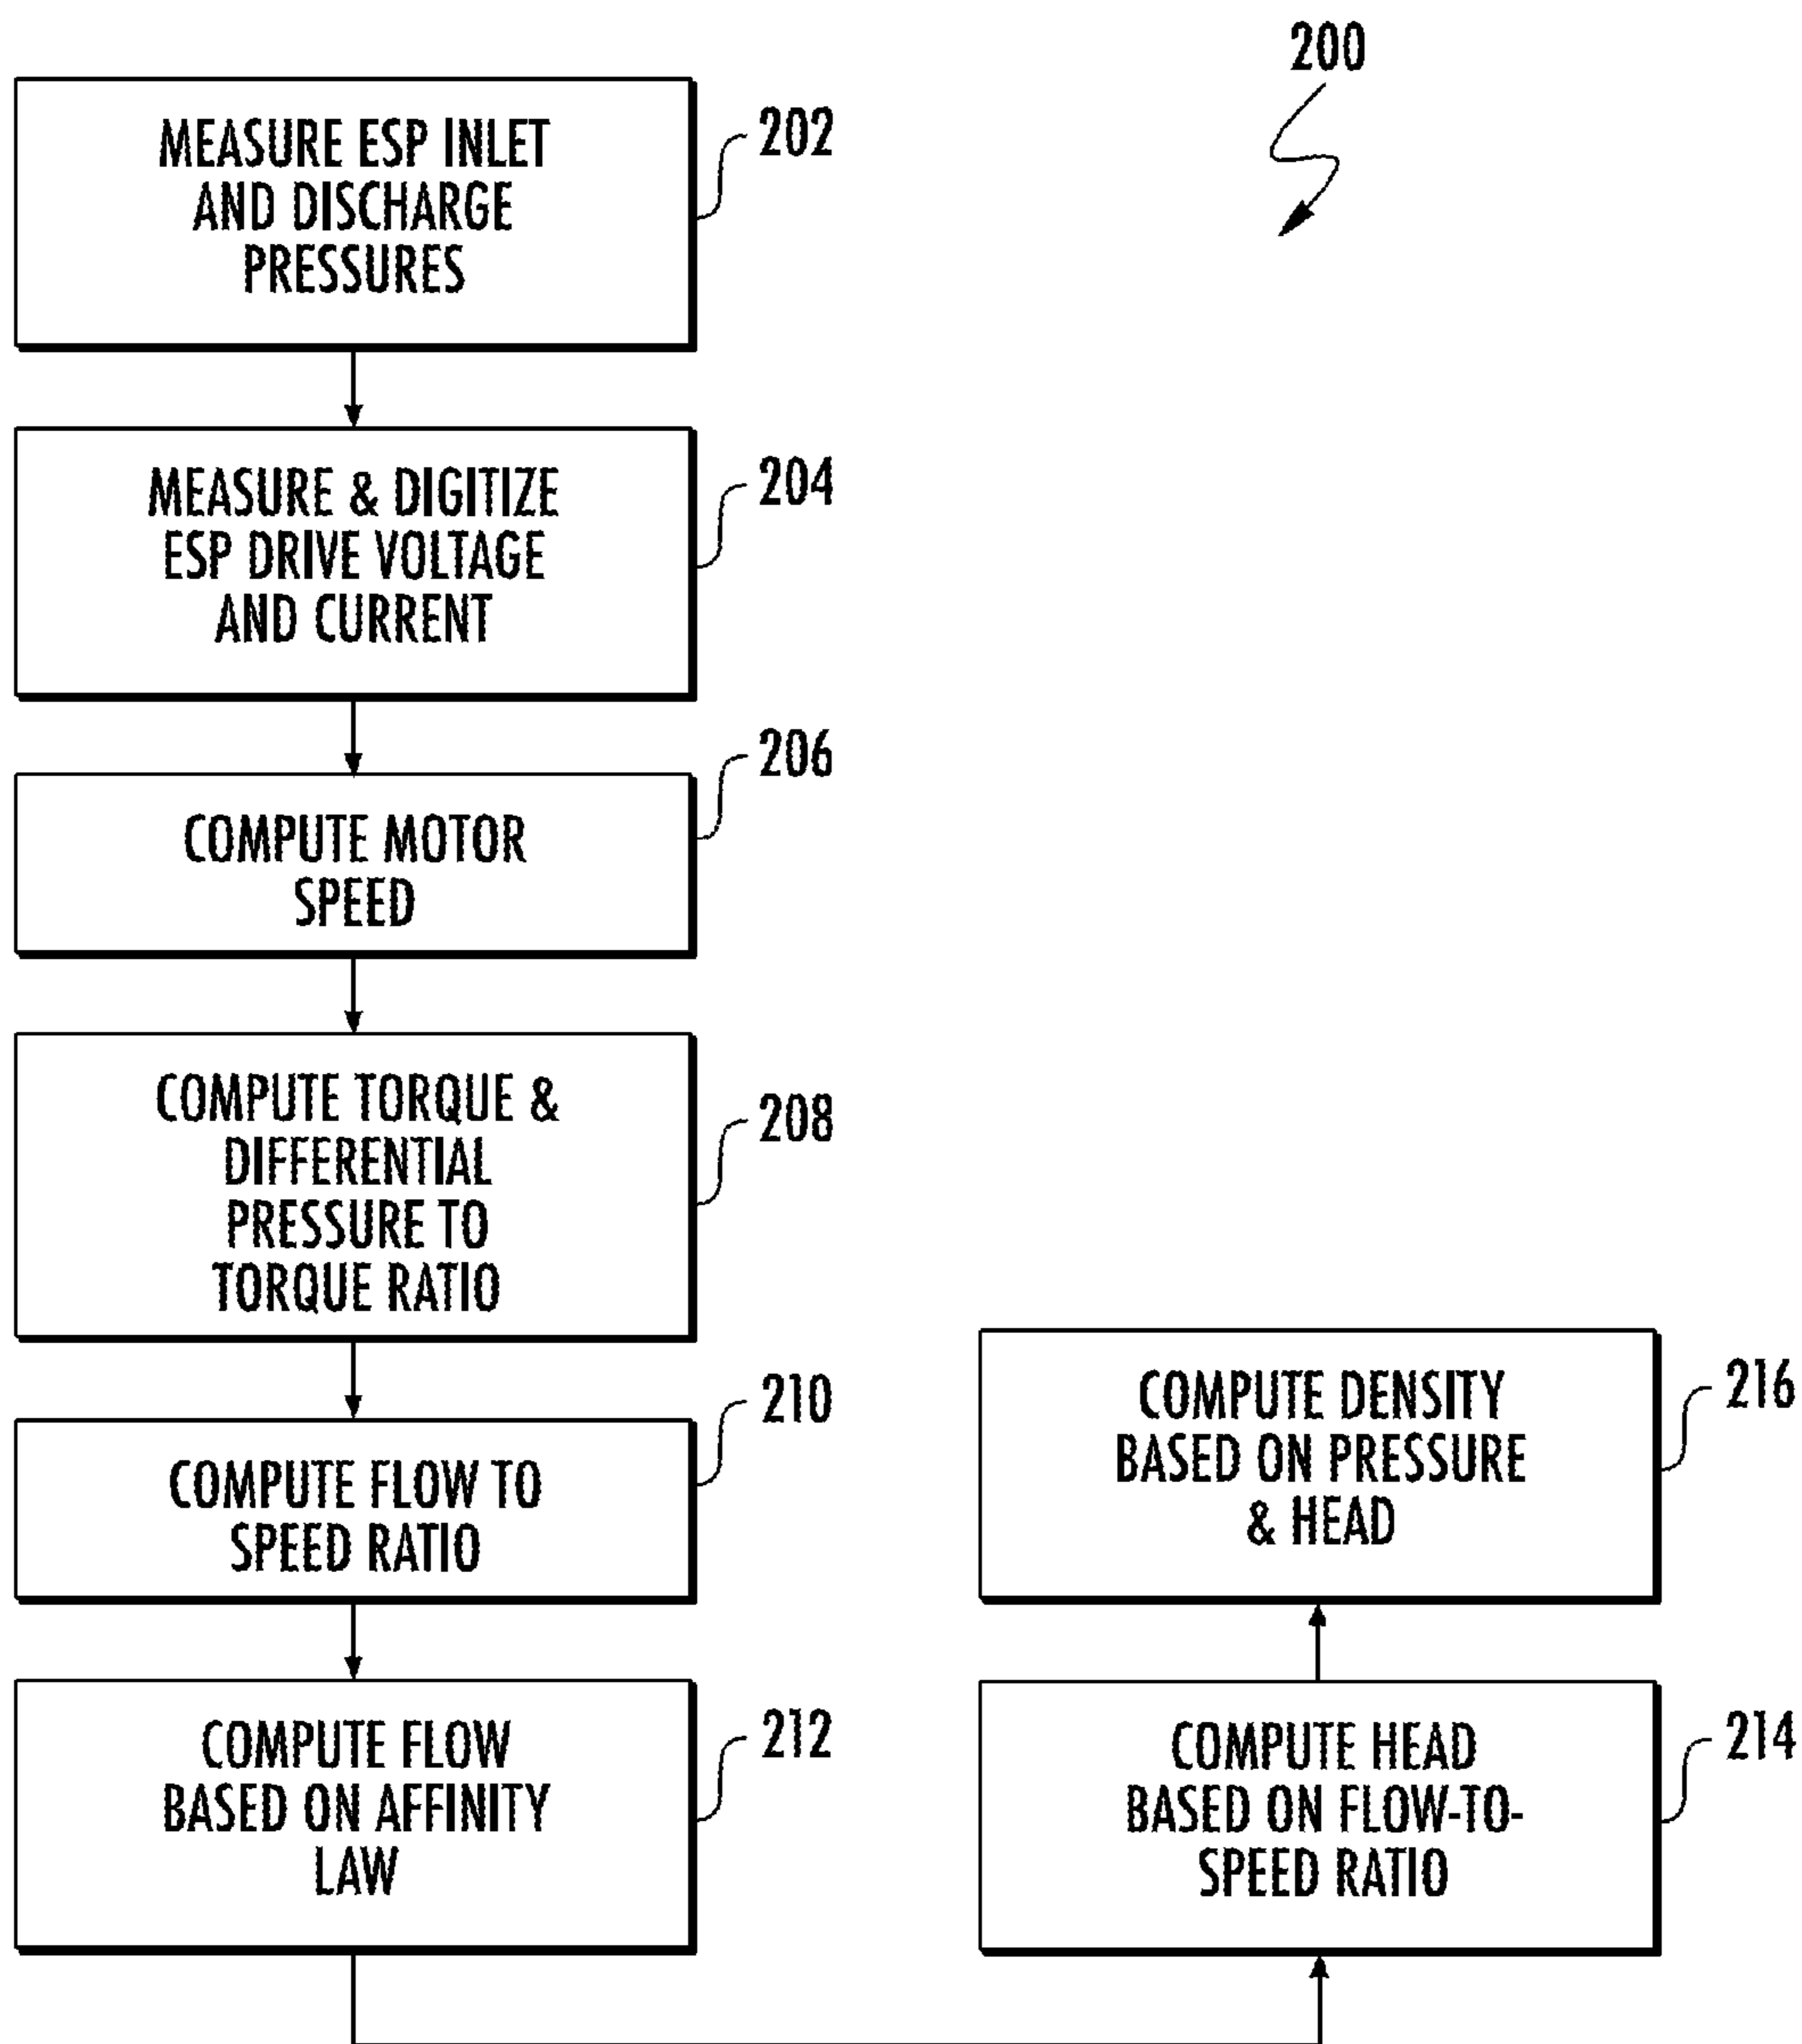 200
MEASURE ESP INLET
AND DISCHARGE
PRESSURES
202
MEASURE & DIGITIZE
ESP DRIVE VOLTAGE
AND CURRENT
204
COMPUTE MOTOR
SPEED
206
COMPUTE TORQUE &
DIFFERENTIAL
PRESSURE TO
TORQUE RATIO
208
COMPUTE FLOW TO
SPEED RATIO
210
COMPUTE FLOW
BASED ON AFFINITY
LAW
212
COMPUTE HEAD
BASED ON FLOW-TO-
SPEED RATIO
214
COMPUTE DENSITY
BASED ON PRESSURE
& HEAD
216